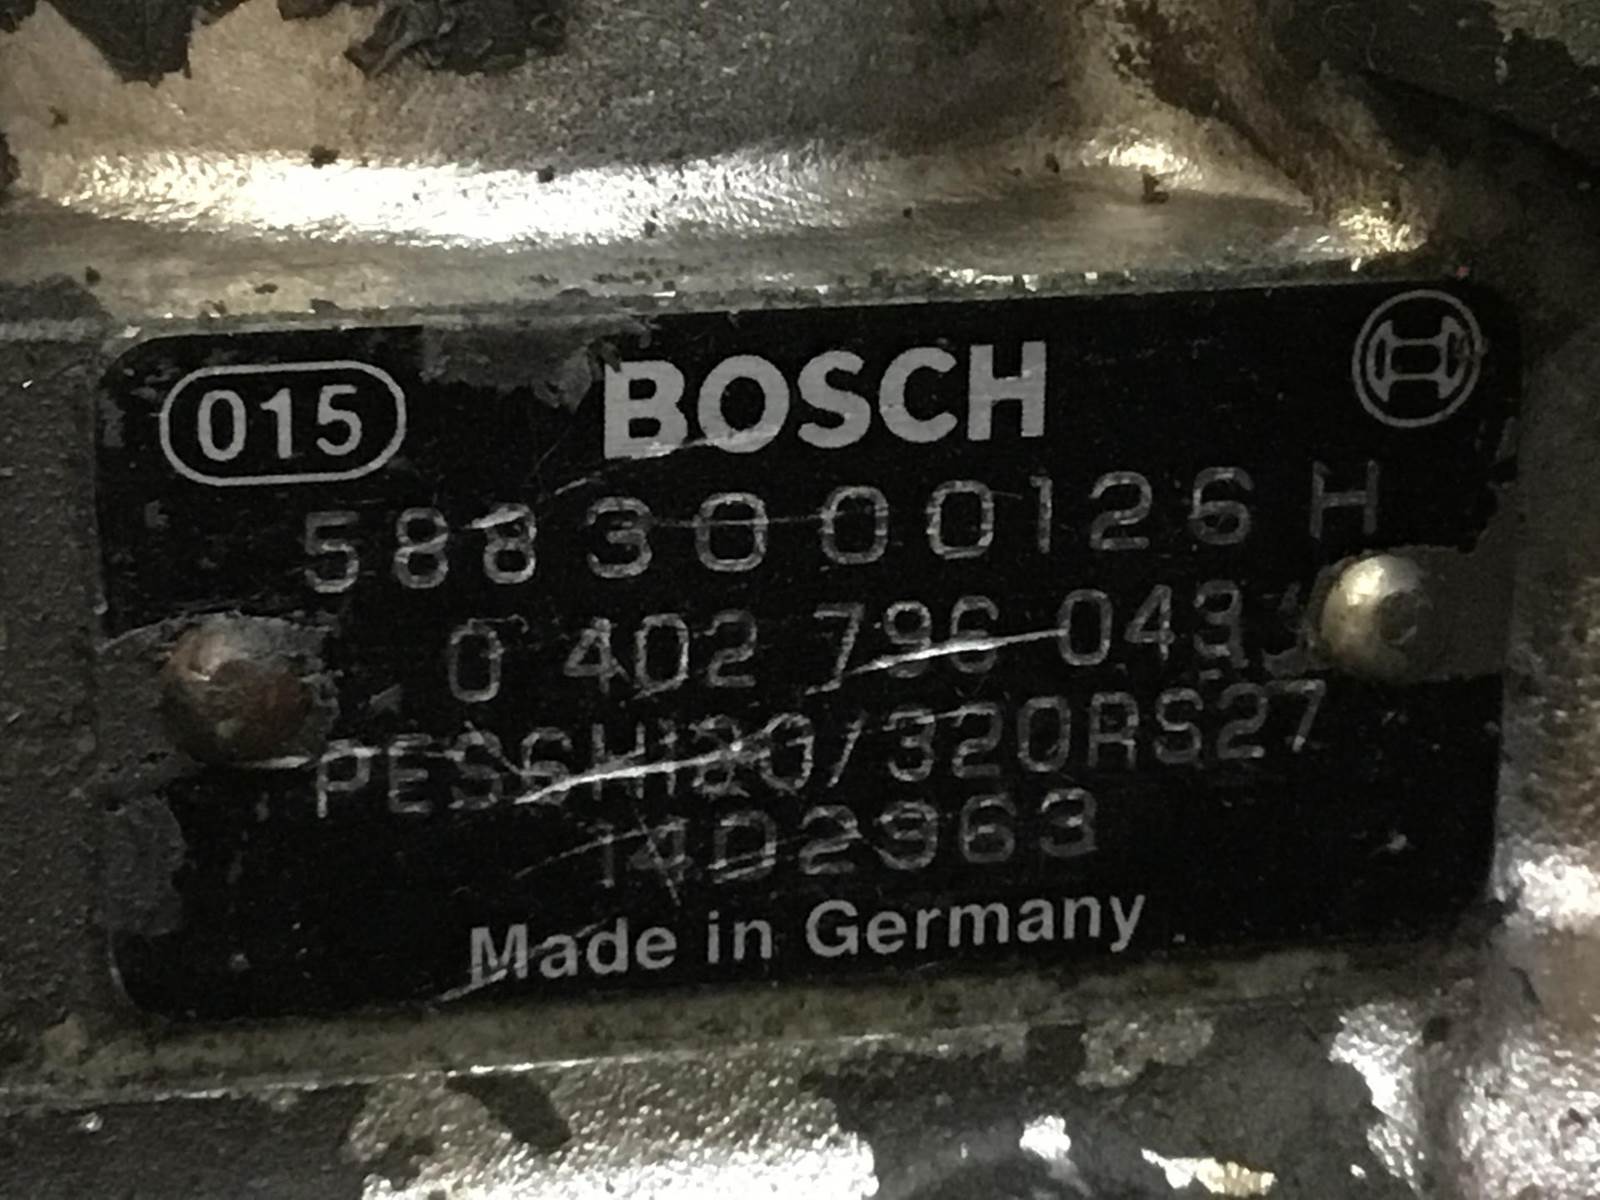 015 BOSCH
5883000126 H
0 402 796 043
PES6H120/320RS27
14D2963
Made in Germany